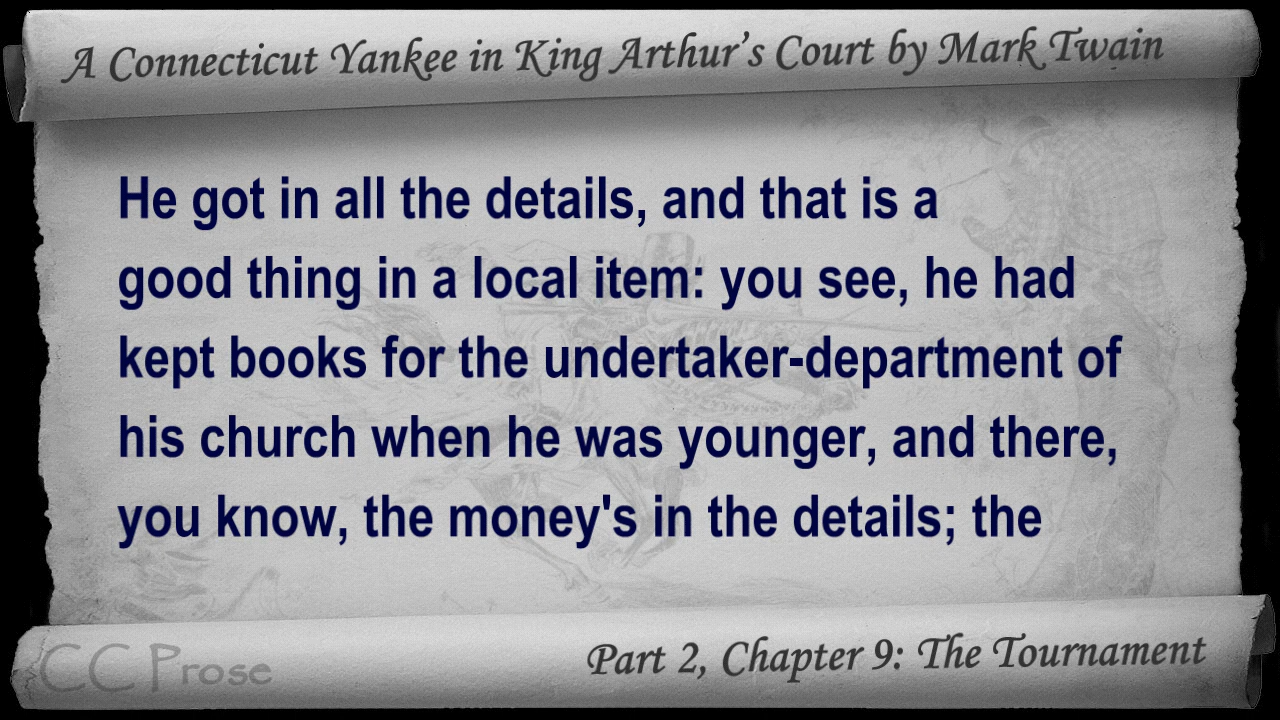 A Connecticut Yankee in King Arthur's Court by Mark Twain
He got in all the details, and that is a
good thing in a local item: you see, he had
kept books for the undertaker-department of
his church when he was younger, and there,
you know, the money's in the details; the
CC Prose
Part 2, Chapter 9: The Tournament